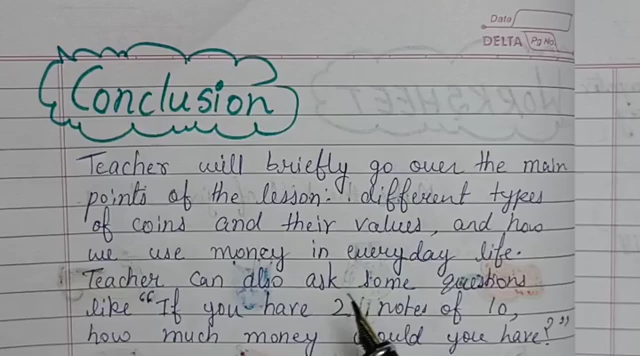 Date
DELTA Pg No.
Conclusion
Teacher will briefly go over the main
points of the lesson: different types
of coins and their values, and how
we use money in everyday life.
Teacher can also ask some questions
like "If you have 2 notes of 10,
how much money would you have?"